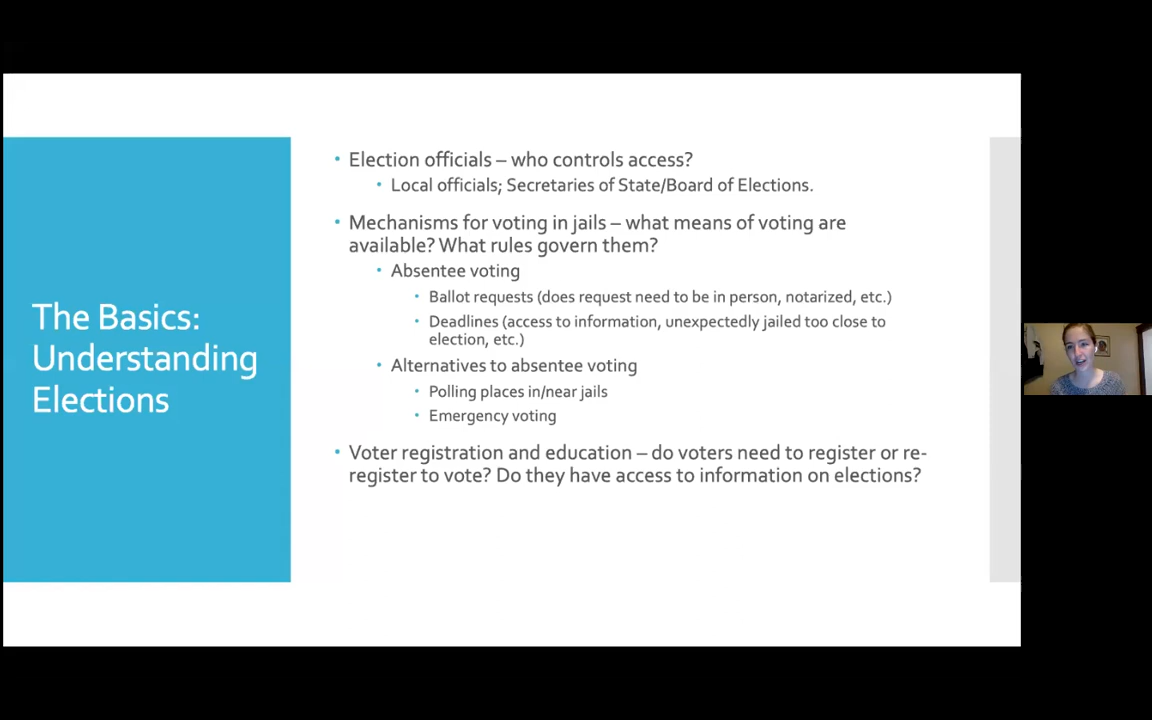 The Basics:
Understanding
Elections
• Election officials – who controls access?
• Local officials; Secretaries of State/Board of Elections.
• Mechanisms for voting in jails – what means of voting are
available? What rules govern them?
• Absentee voting
• Ballot requests (does request need to be in person, notarized, etc.)
• Deadlines (access to information, unexpectedly jailed too close to
election, etc.)
• Alternatives to absentee voting
• Polling places in/near jails
• Emergency voting
• Voter registration and education – do voters need to register or re-
register to vote? Do they have access to information on elections?